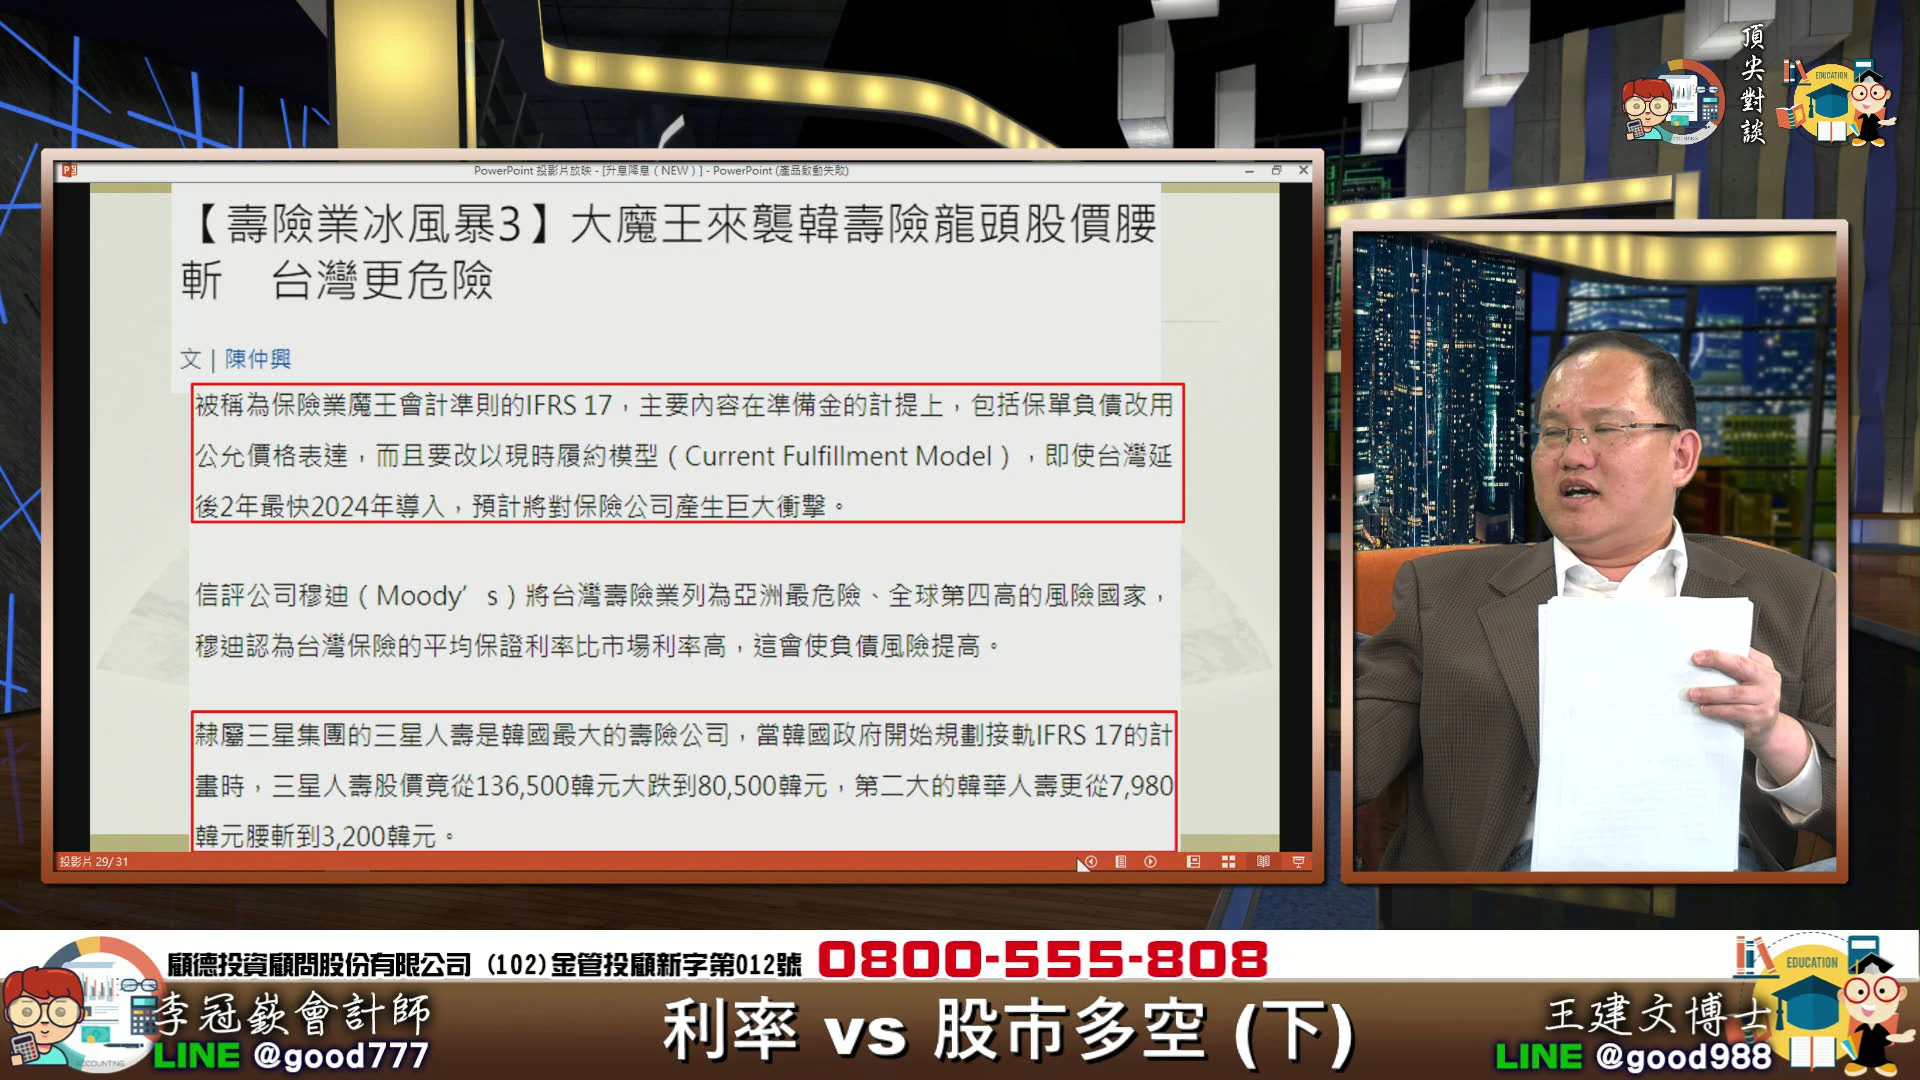 頂尖對談
EDUCATION
PowerPoint 投影片放映 - [升息降息（NEW）] - PowerPoint (產品啟動失敗)
【壽險業冰風暴3】大魔王來襲韓壽險龍頭股價腰
斬　台灣更危險
文｜陳仲興
被稱為保險業魔王會計準則的IFRS 17，主要內容在準備金的計提上，包括保單負債改用
公允價格表達，而且要改以現時履約模型（Current Fulfillment Model），即使台灣延
後2年最快2024年導入，預計將對保險公司產生巨大衝擊。
信評公司穆迪（Moody's）將台灣壽險業列為亞洲最危險、全球第四高的風險國家，
穆迪認為台灣保險的平均保證利率比市場利率高，這會使負債風險提高。
隸屬三星集團的三星人壽是韓國最大的壽險公司，當韓國政府開始規劃接軌IFRS 17的計
畫時，三星人壽股價竟從136,500韓元大跌到80,500韓元，第二大的韓華人壽更從7,980
韓元腰斬到3,200韓元。
投影片 29/31
顧德投資顧問股份有限公司 (102)金管投顧新字第012號 0800-555-808
EDUCATION
李冠嶔會計師
LINE @good777
ACCOUNTING
利率 vs 股市多空 (下)
王建文博士
LINE @good988